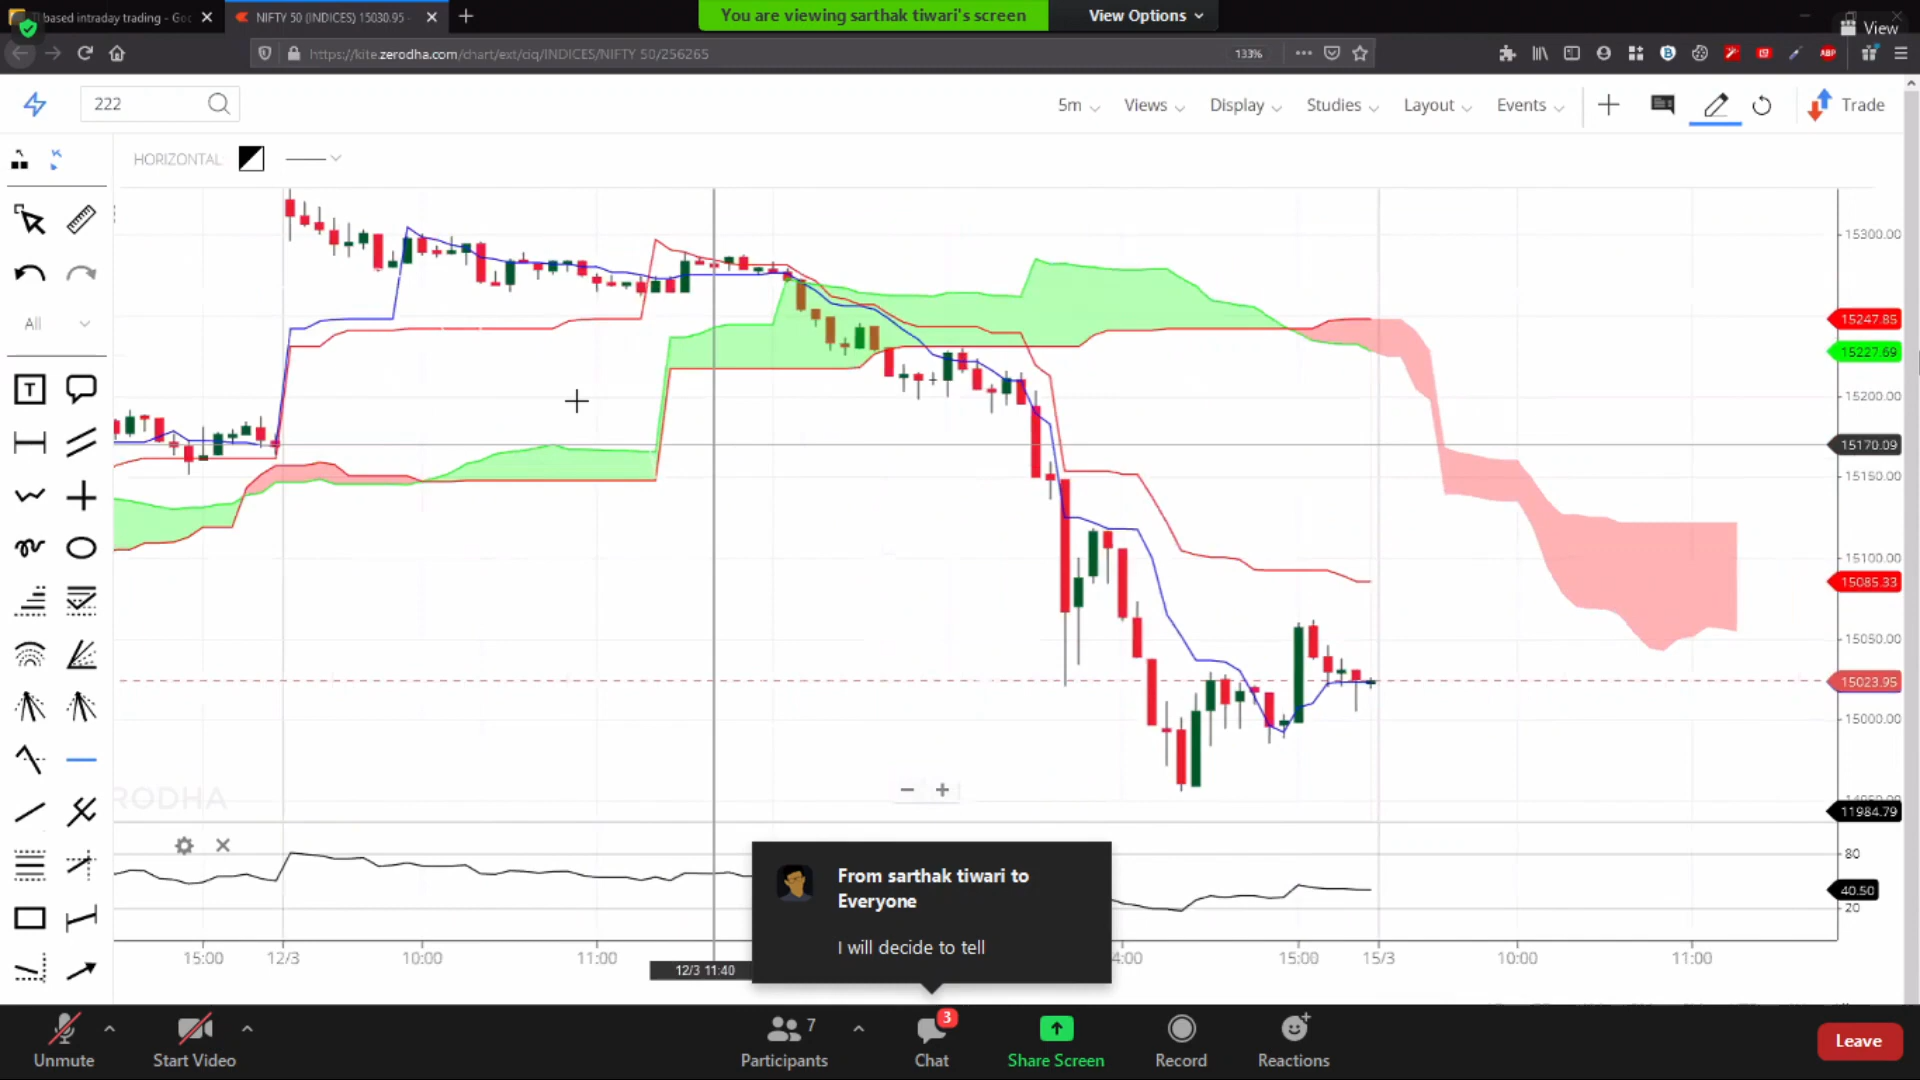 based intraday trading - Goo
NIFTY 50 (INDICES) 15030.95 -
You are viewing sarthak tiwari's screen
View Options
View
https://kite.zerodha.com/chart/ext/ciq/INDICES/NIFTY 50/256265
133%
ABP
222
5m
Views
Display
Studies
Layout
Events
Trade
HORIZONTAL
All
T
15300.00
15247.85
15227.69
15200.00
15170.09
15150.00
15100.00
15085.33
15050.00
15023.95
15000.00
11984.79
RODHA
80
40.50
20
From sarthak tiwari to
Everyone
I will decide to tell
15:00
12/3
10:00
11:00
4:00
15:00
15/3
10:00
11:00
12/3 11:40
7
3
Unmute
Start Video
Participants
Chat
Share Screen
Record
Reactions
Leave